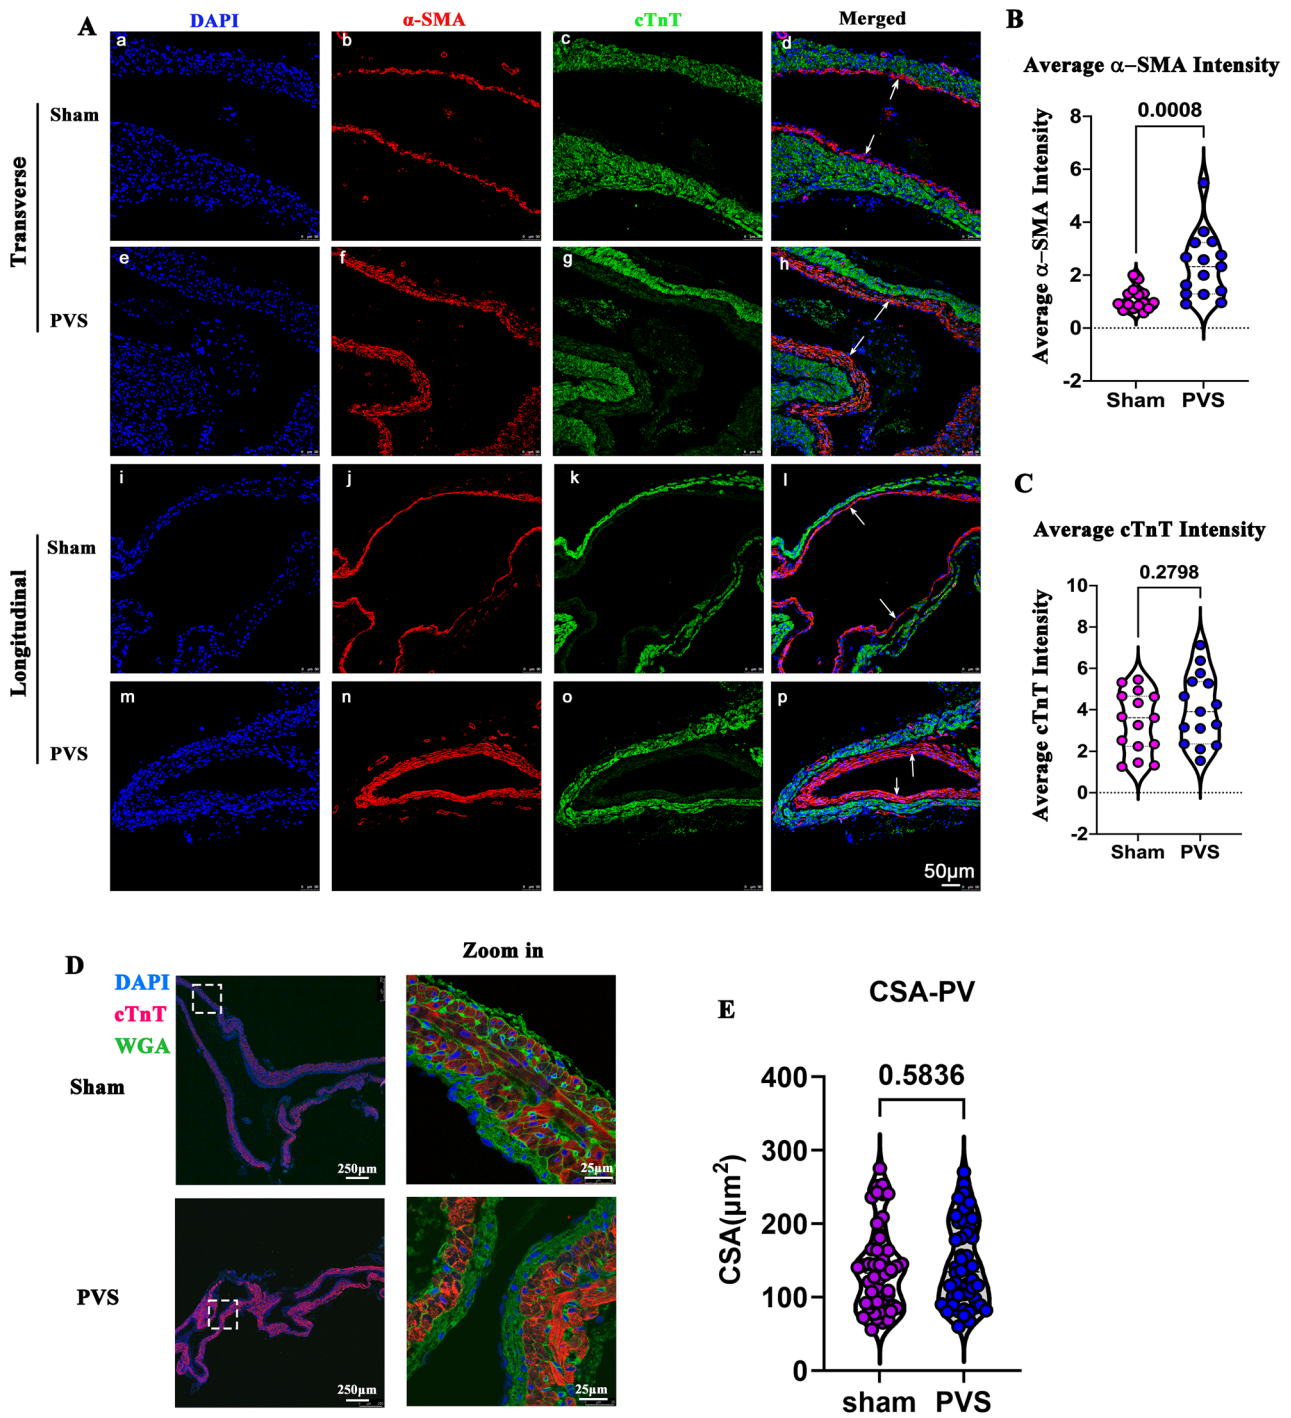 A
DAPI
α-SMA
cTnT
Merged
Transverse
Sham
a
b
c
d
PVS
e
f
g
h
Longitudinal
Sham
i
j
k
l
PVS
m
n
o
p
50μm
B
Average α–SMA Intensity
0.0008
Average α–SMA Intensity
8
6
4
2
0
-2
Sham
PVS
C
Average cTnT Intensity
0.2798
Average cTnT Intensity
10
8
6
4
2
0
-2
Sham
PVS
D
Zoom in
DAPI
cTnT
WGA
Sham
250μm
25μm
PVS
250μm
25μm
E
CSA-PV
0.5836
CSA(μm²)
400
300
200
100
0
sham
PVS